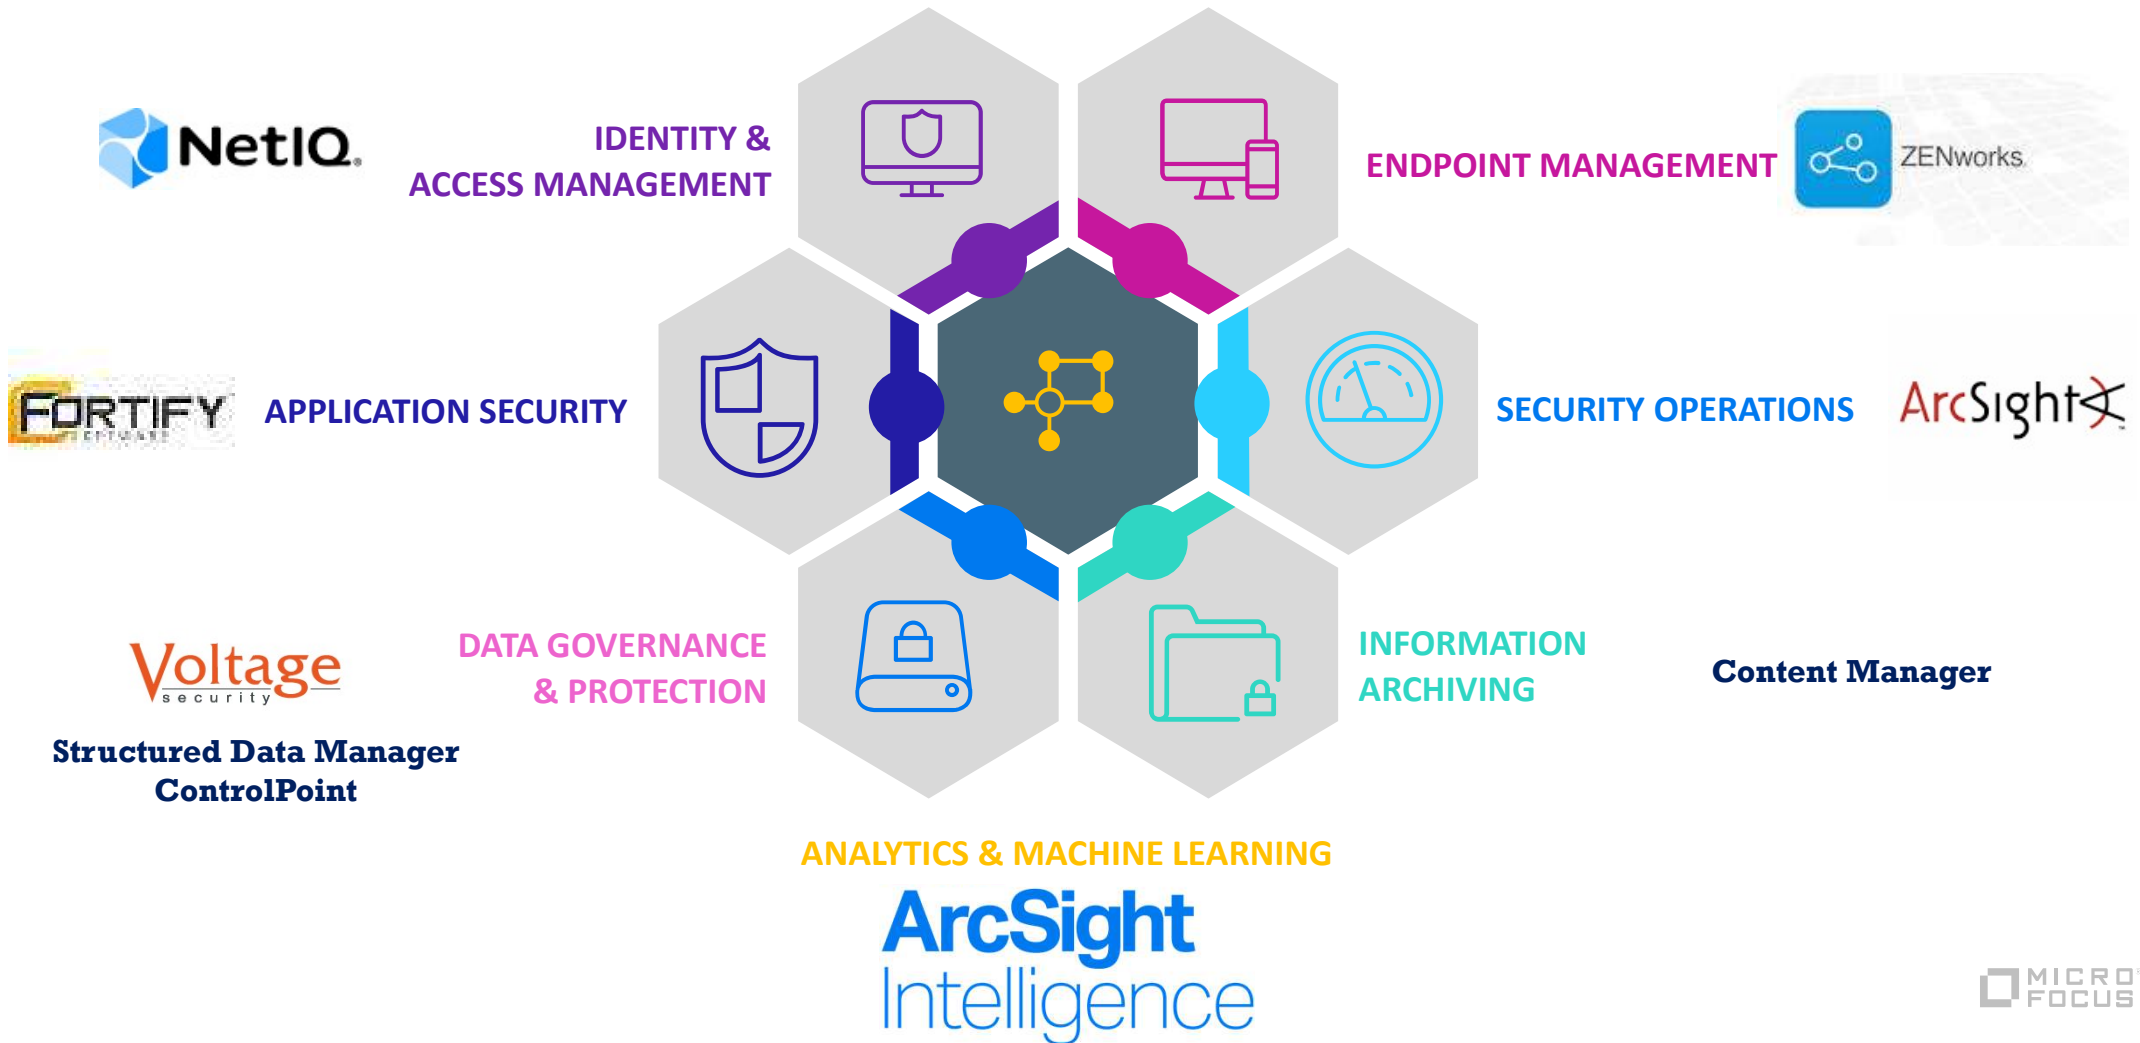 NetIQ.
IDENTITY &
ACCESS MANAGEMENT
ENDPOINT MANAGEMENT
ZENworks
FORTIFY
SOFTWARE
APPLICATION SECURITY
SECURITY OPERATIONS
ArcSight
Voltage
security
DATA GOVERNANCE
& PROTECTION
INFORMATION
ARCHIVING
Content Manager
Structured Data Manager
ControlPoint
ANALYTICS & MACHINE LEARNING
ArcSight
Intelligence
MICRO
FOCUS